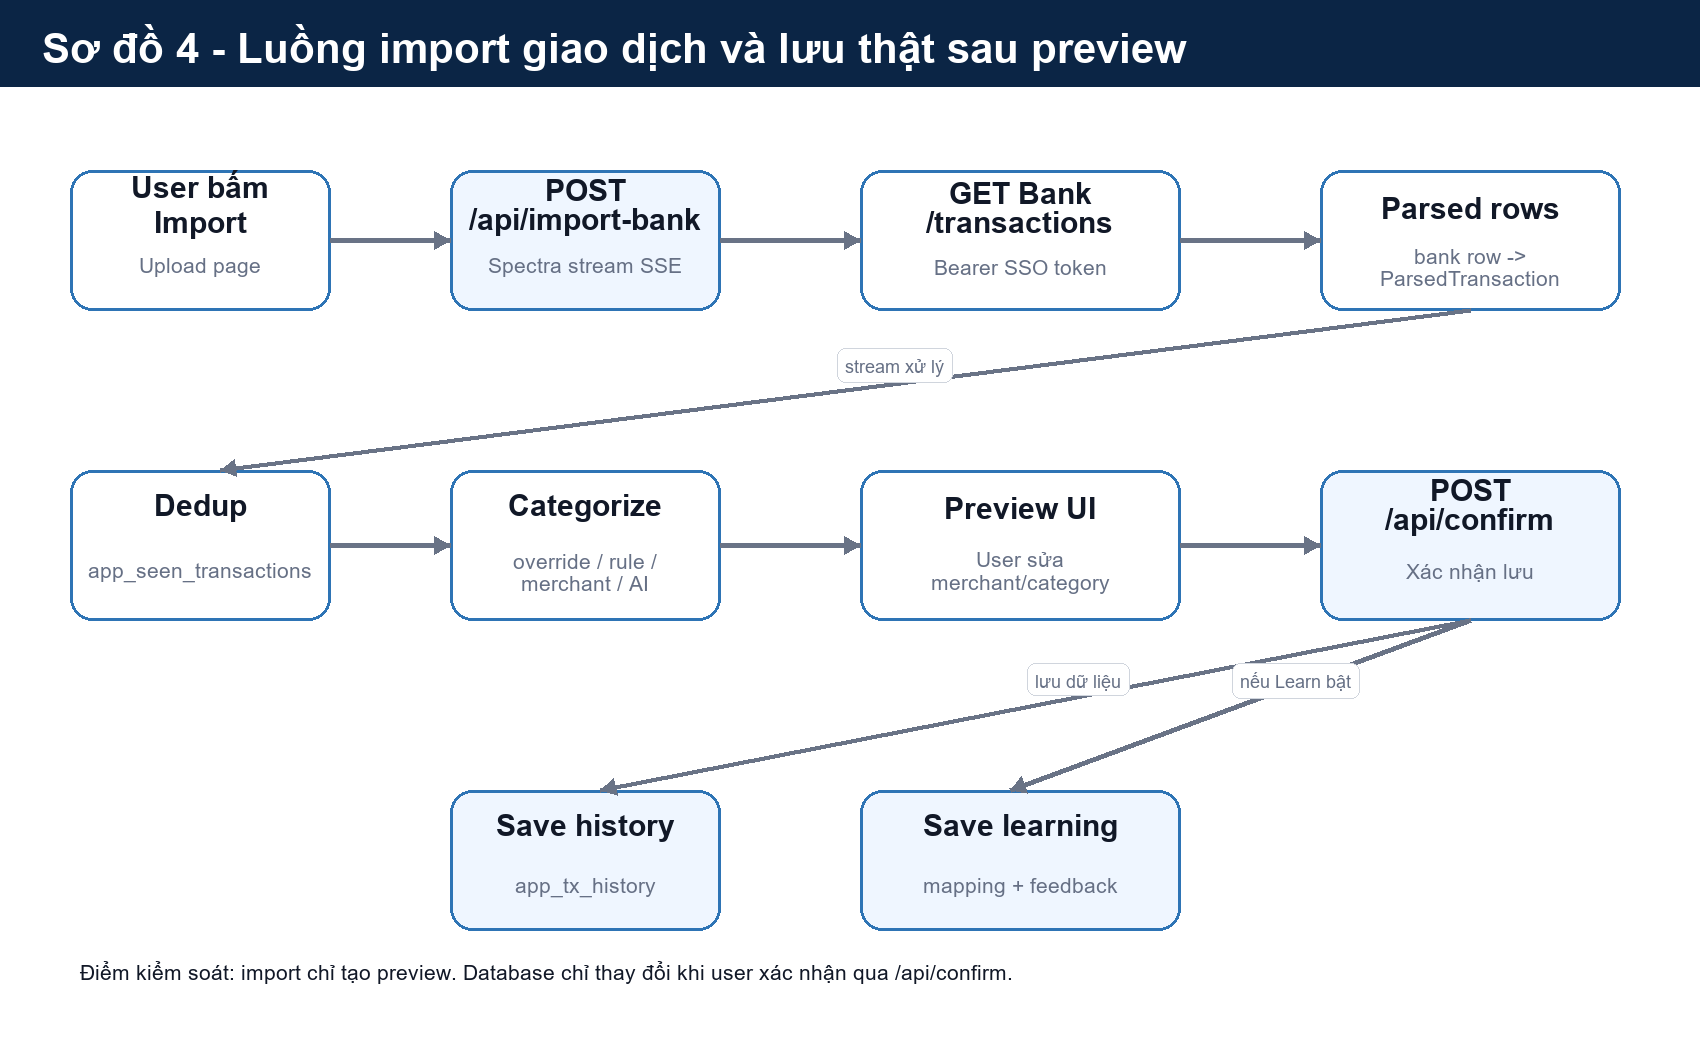 Sơ đồ 4 - Luồng import giao dịch và lưu thật sau preview
User bấm
Import
Upload page
POST
/api/import-bank
Spectra stream SSE
GET Bank
/transactions
Bearer SSO token
Parsed rows
bank row ->
ParsedTransaction
stream xử lý
Dedup
app_seen_transactions
Categorize
override / rule /
merchant / AI
Preview UI
User sửa
merchant/category
POST
/api/confirm
Xác nhận lưu
lưu dữ liệu
nếu Learn bật
Save history
app_tx_history
Save learning
mapping + feedback
Điểm kiểm soát: import chỉ tạo preview. Database chỉ thay đổi khi user xác nhận qua /api/confirm.